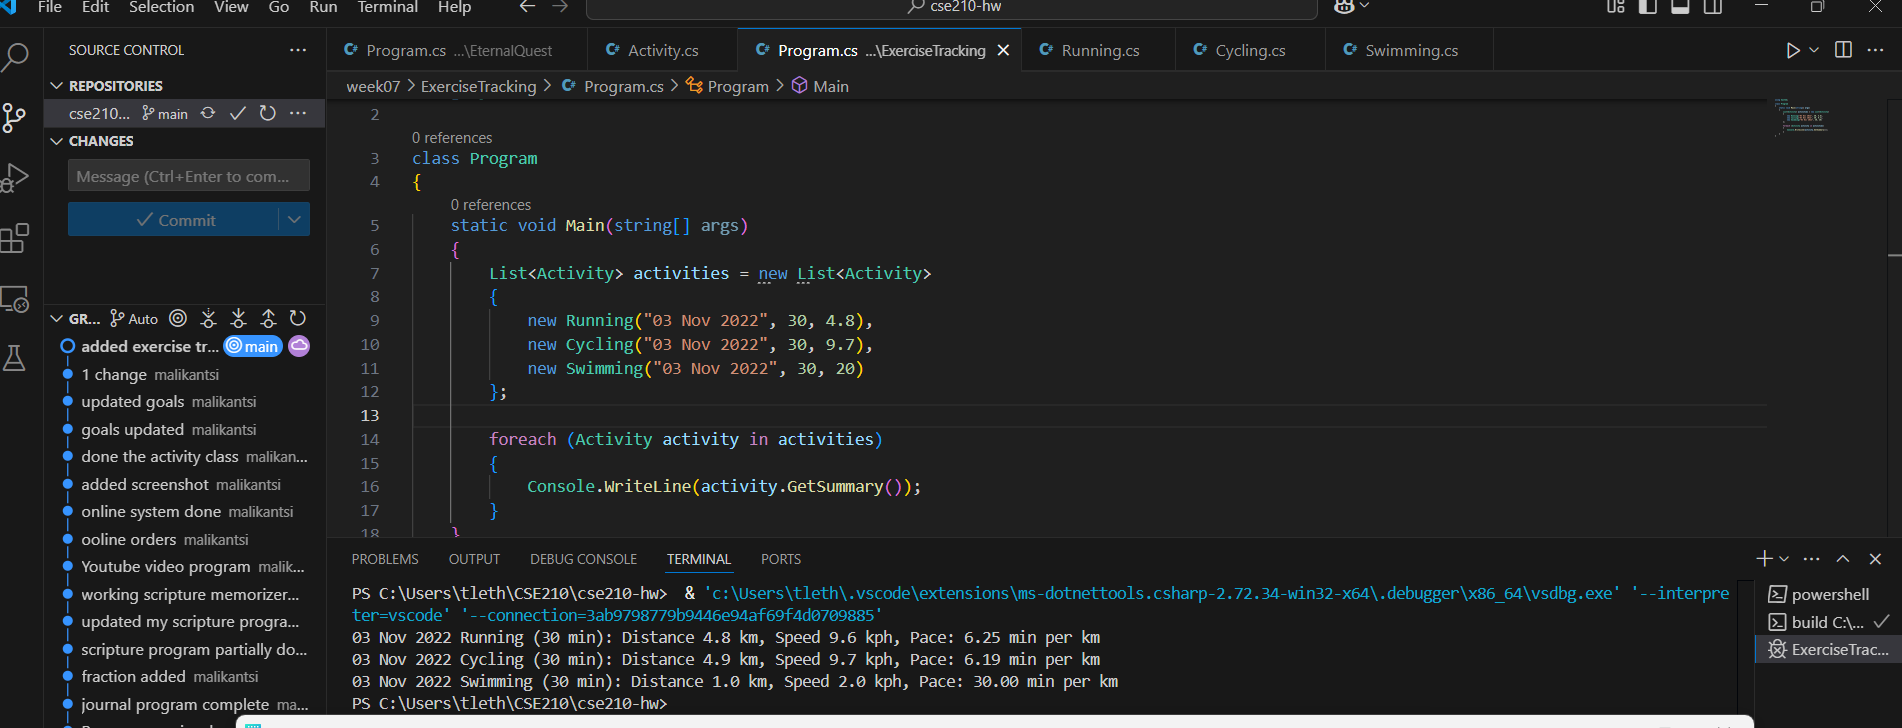 File Edit Selection View Go Run Terminal Help
cse210-hw
SOURCE CONTROL
REPOSITORIES
cse210... main
CHANGES
Message (Ctrl+Enter to com...
Commit
GR... Auto
added exercise tr... main
1 change malikantsi
updated goals malikantsi
goals updated malikantsi
done the activity class malikan...
added screenshot malikantsi
online system done malikantsi
ooline orders malikantsi
Youtube video program malik...
working scripture memorizer...
updated my scripture progra...
scripture program partially do...
fraction added malikantsi
journal program complete ma...
Program.cs ...\EternalQuest
Activity.cs
Program.cs ...\ExerciseTracking
Running.cs
Cycling.cs
Swimming.cs
week07 > ExerciseTracking > Program.cs > Program > Main
2
0 references
3 class Program
4 {
0 references
5 static void Main(string[] args)
6 {
7 List<Activity> activities = new List<Activity>
8 {
9 new Running("03 Nov 2022", 30, 4.8),
10 new Cycling("03 Nov 2022", 30, 9.7),
11 new Swimming("03 Nov 2022", 30, 20)
12 };
13
14 foreach (Activity activity in activities)
15 {
16 Console.WriteLine(activity.GetSummary());
17 }
18 }
PROBLEMS OUTPUT DEBUG CONSOLE TERMINAL PORTS
PS C:\Users\tleth\CSE210\cse210-hw> & 'c:\Users\tleth\.vscode\extensions\ms-dotnettools.csharp-2.72.34-win32-x64\.debugger\x86_64\vsdbg.exe' '--interpre
ter=vscode' '--connection=3ab9798779b9446e94af69f4d0709885'
03 Nov 2022 Running (30 min): Distance 4.8 km, Speed 9.6 kph, Pace: 6.25 min per km
03 Nov 2022 Cycling (30 min): Distance 4.9 km, Speed 9.7 kph, Pace: 6.19 min per km
03 Nov 2022 Swimming (30 min): Distance 1.0 km, Speed 2.0 kph, Pace: 30.00 min per km
PS C:\Users\tleth\CSE210\cse210-hw>
powershell
build C:\...
ExerciseTrac...